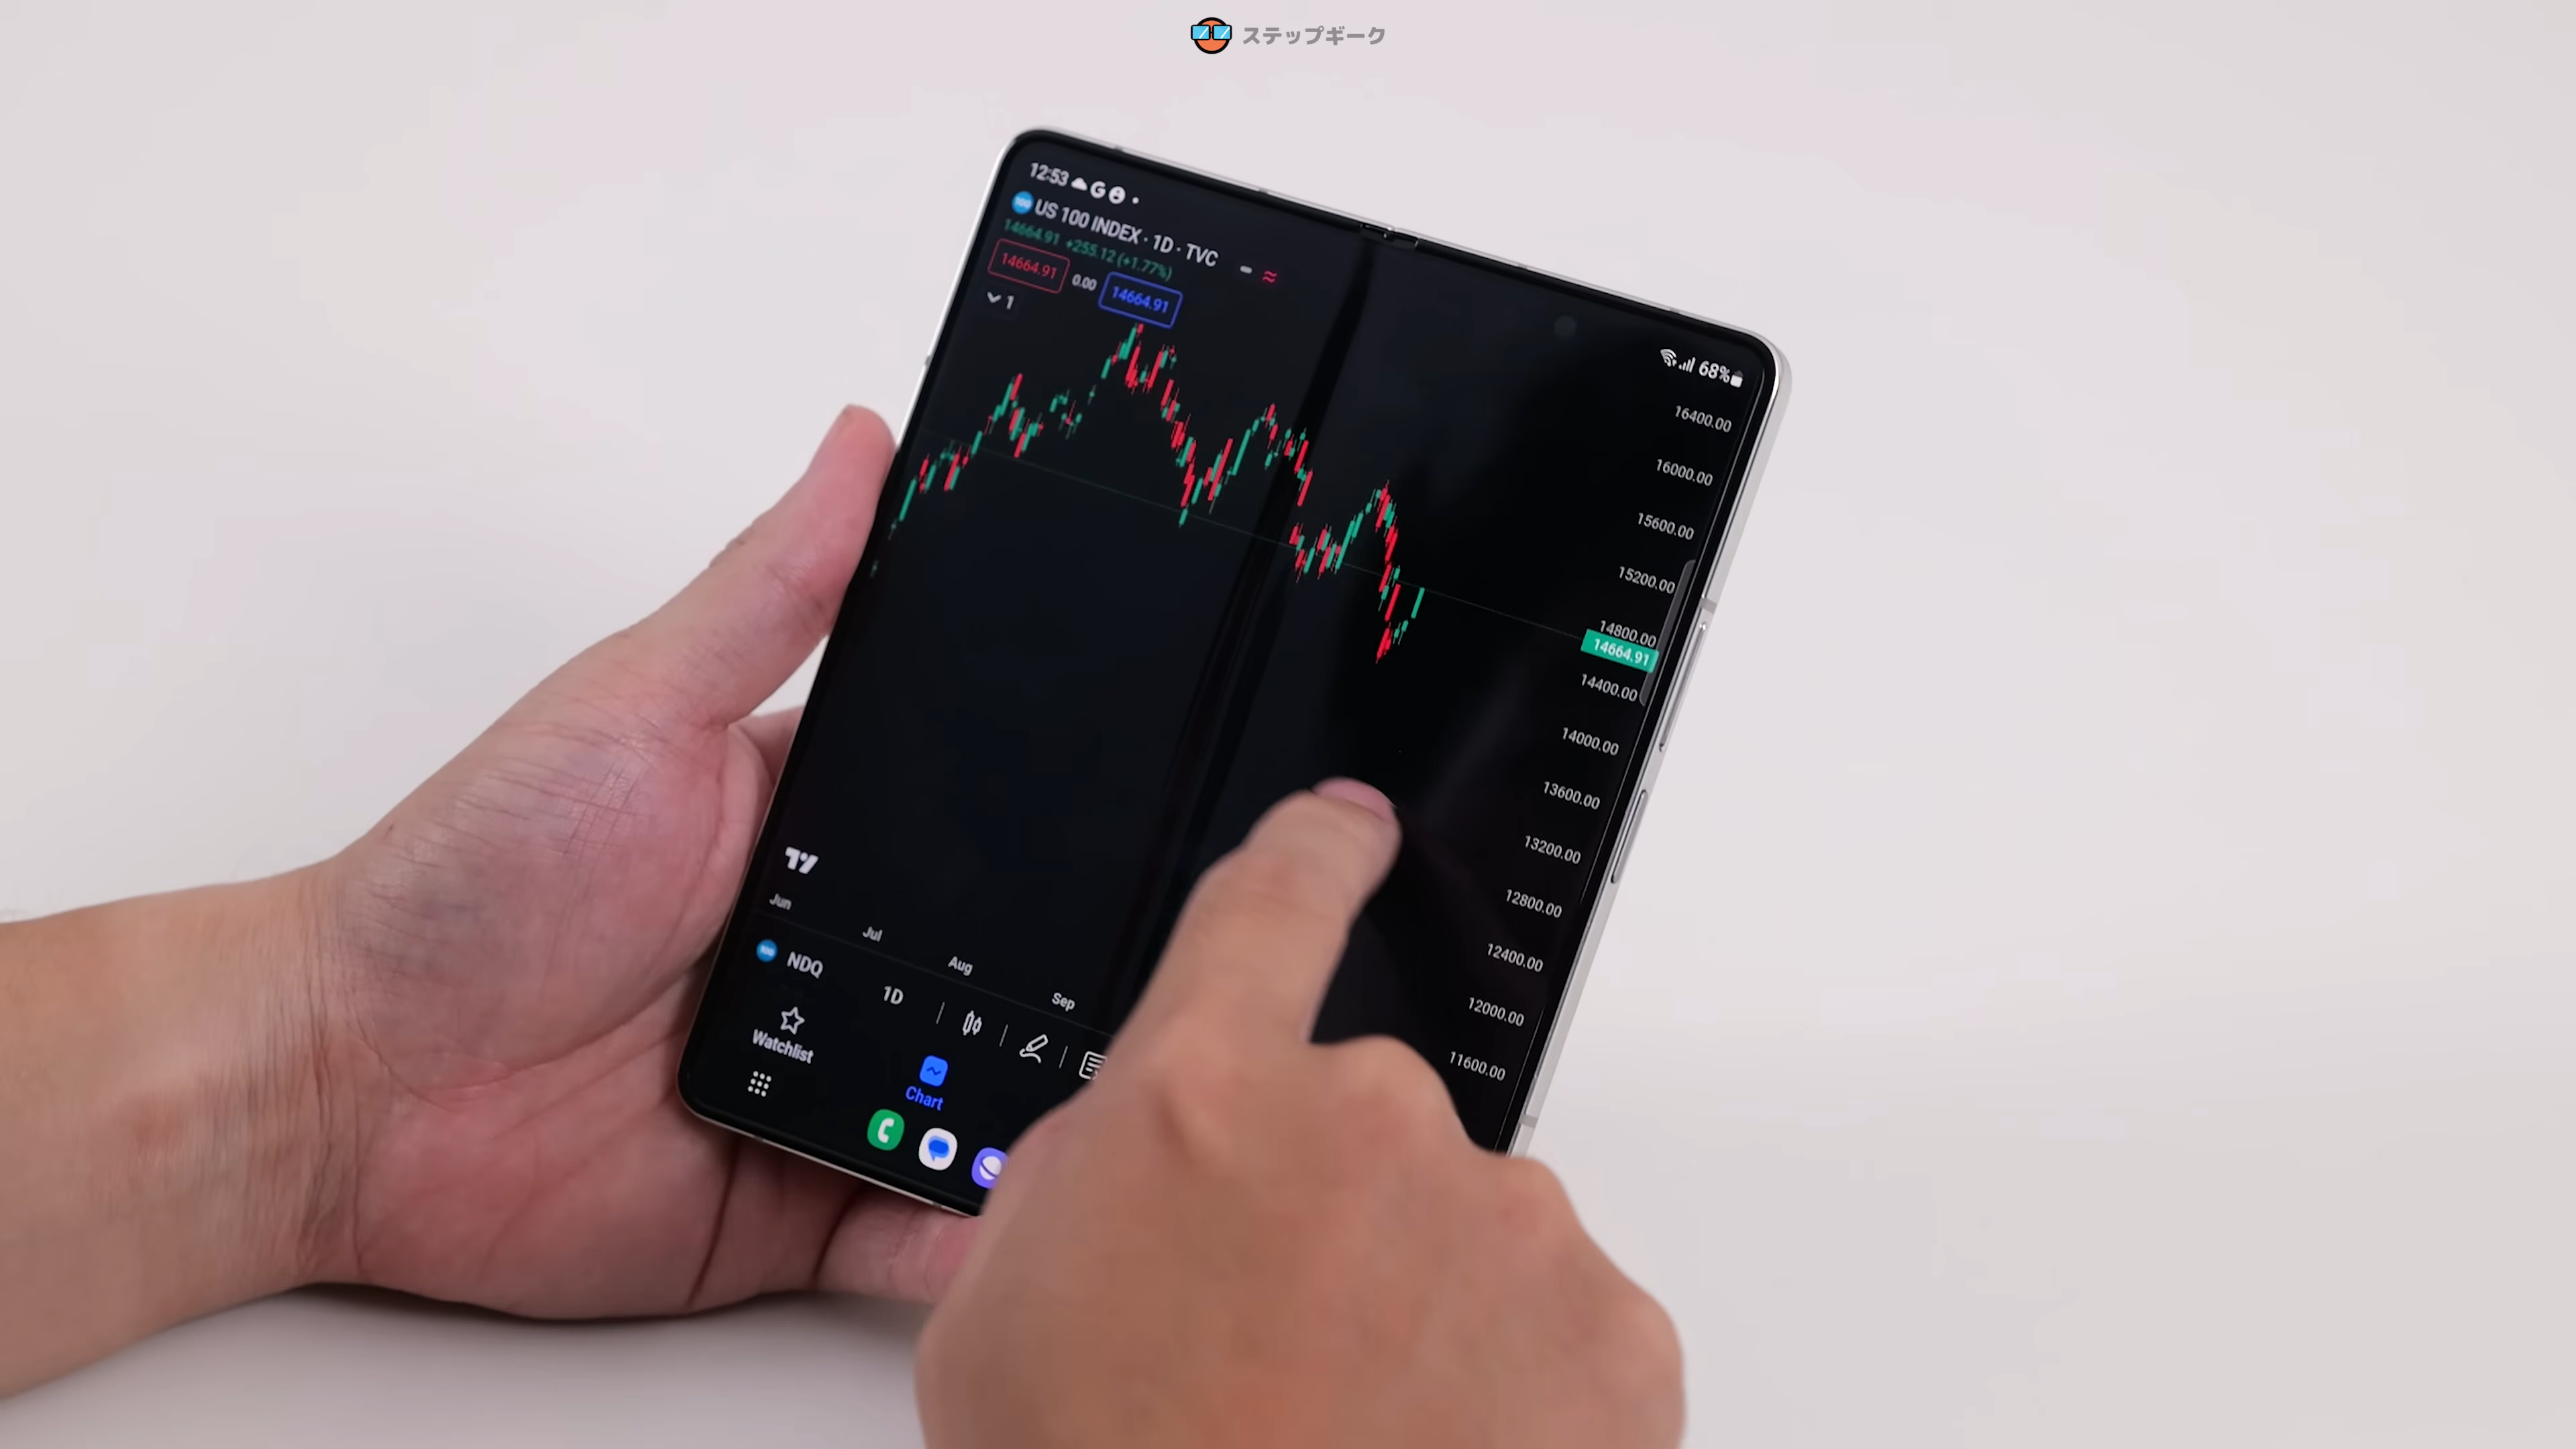 ステップギーク
12:53
68%
US 100 INDEX · 1D · TVC
14664.91 +255.12 (+1.77%)
14664.91 0.00 14664.91
1
16400.00
16000.00
15600.00
15200.00
14800.00
14664.91
14400.00
14000.00
13600.00
13200.00
12800.00
12400.00
12000.00
11600.00
Jun Jul Aug Sep
100 NDQ 1D
Watchlist Chart